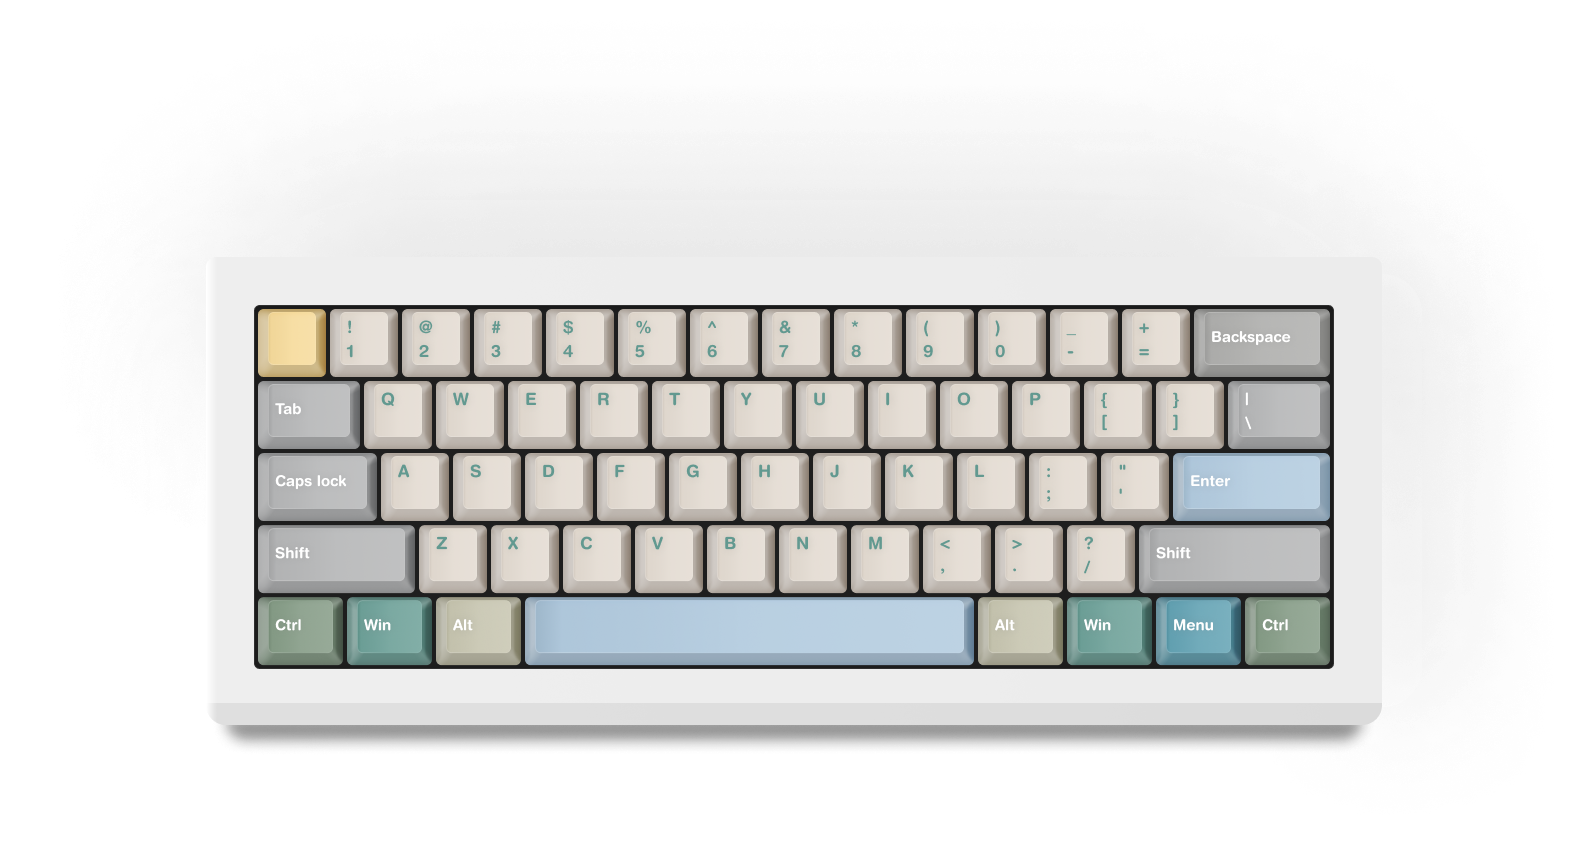 ! @ # $ % ^ & * ( ) _ +
1 2 3 4 5 6 7 8 9 0 - = Backspace
Tab Q W E R T Y U I O P { } |
[ ] \
Caps lock A S D F G H J K L : " Enter
; '
Shift Z X C V B N M < > ? Shift
, . /
Ctrl Win Alt Alt Win Menu Ctrl